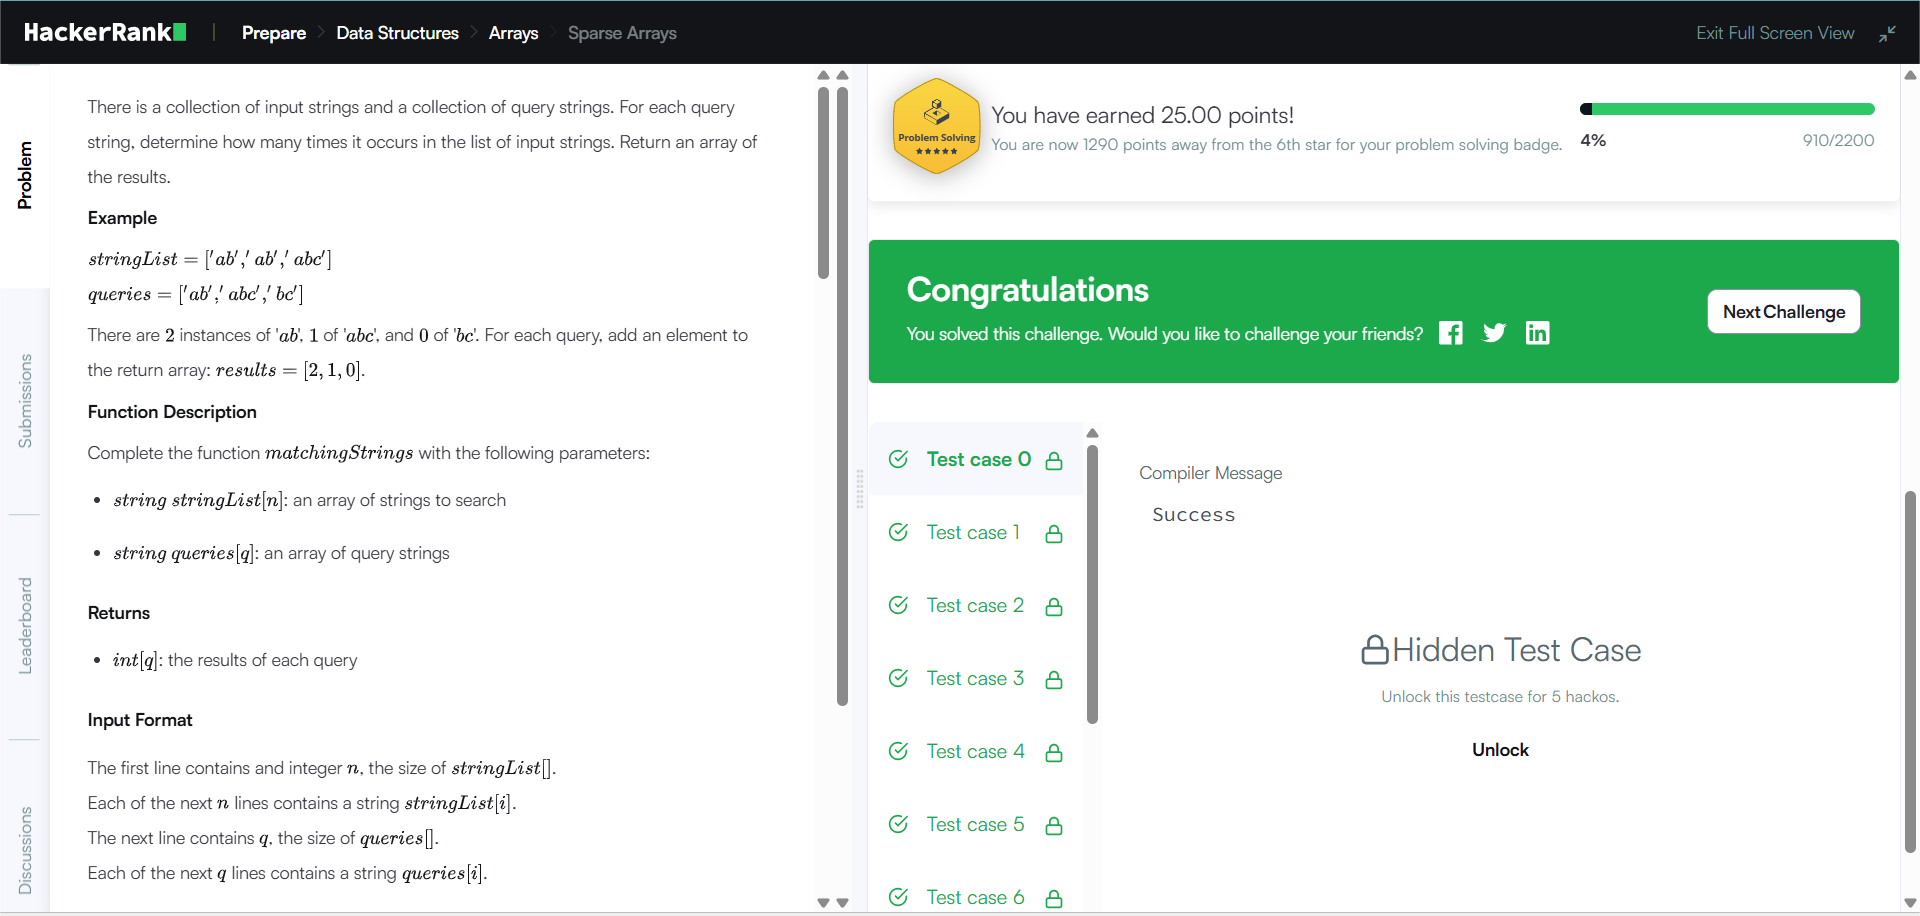 HackerRank | Prepare > Data Structures > Arrays > Sparse Arrays
Exit Full Screen View
Problem
Submissions
Leaderboard
Discussions
There is a collection of input strings and a collection of query strings. For each query
string, determine how many times it occurs in the list of input strings. Return an array of
the results.
Example
stringList = ['ab',' ab',' abc']
queries = ['ab',' abc',' bc']
There are 2 instances of 'ab', 1 of 'abc', and 0 of 'bc'. For each query, add an element to
the return array: results = [2, 1, 0].
Function Description
Complete the function matchingStrings with the following parameters:
• string stringList[n]: an array of strings to search
• string queries[q]: an array of query strings
Returns
• int[q]: the results of each query
Input Format
The first line contains and integer n, the size of stringList[].
Each of the next n lines contains a string stringList[i].
The next line contains q, the size of queries[].
Each of the next q lines contains a string queries[i].
Problem Solving
You have earned 25.00 points!
You are now 1290 points away from the 6th star for your problem solving badge.
4%
910/2200
Congratulations
You solved this challenge. Would you like to challenge your friends?
Next Challenge
Test case 0
Test case 1
Test case 2
Test case 3
Test case 4
Test case 5
Test case 6
Compiler Message
Success
Hidden Test Case
Unlock this testcase for 5 hackos.
Unlock